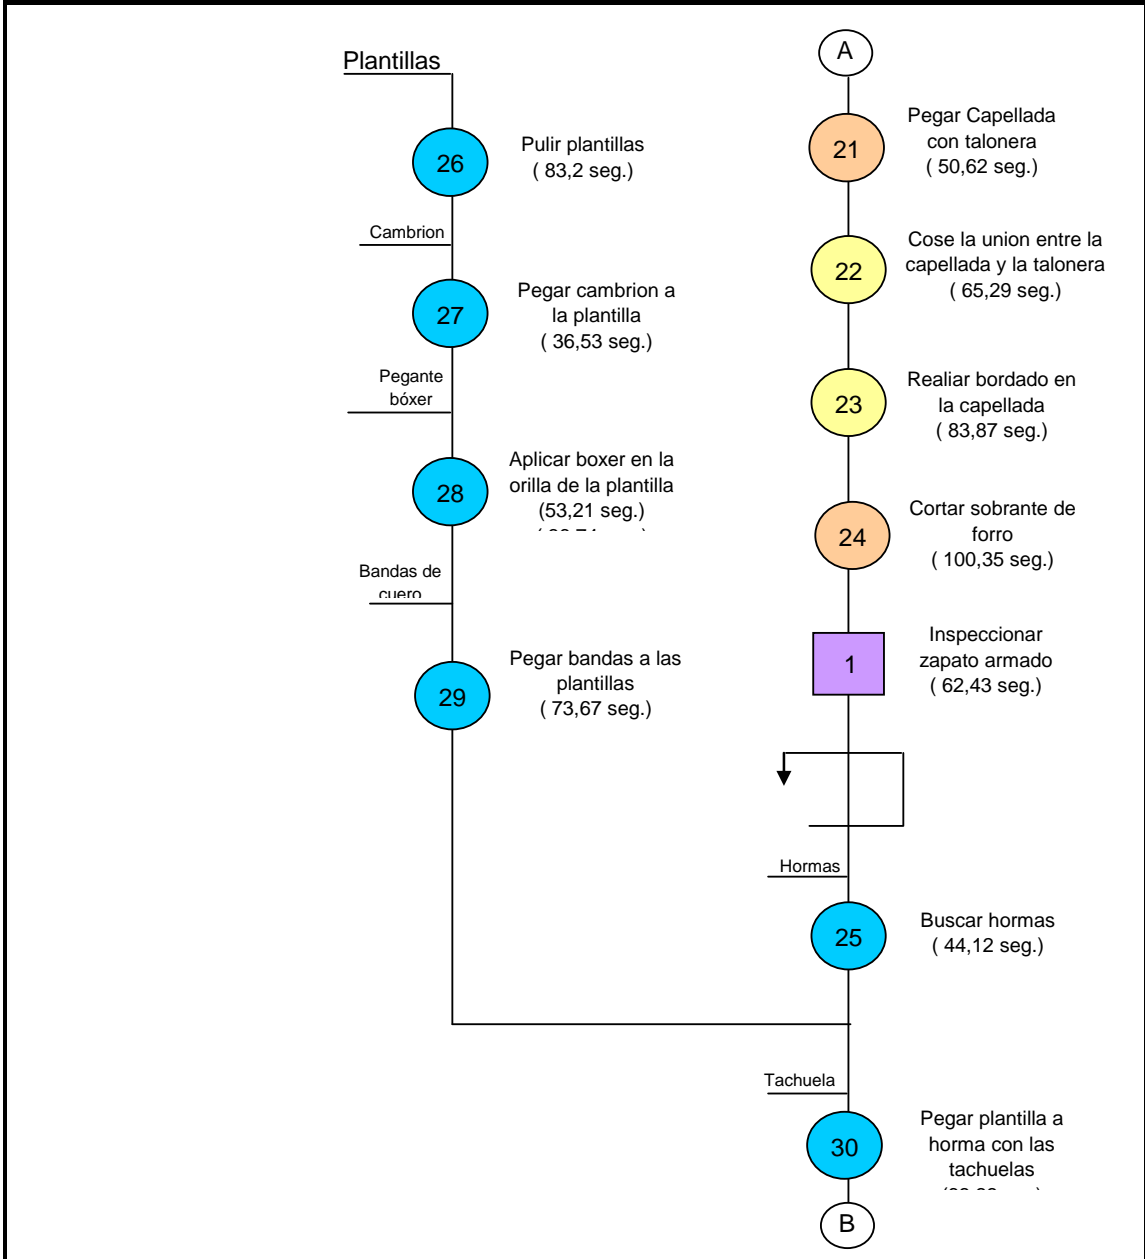 Plantillas
26
Pulir plantillas
( 83,2 seg.)
Cambrion
27
Pegar cambrion a
la plantilla
( 36,53 seg.)
Pegante
bóxer
28
Aplicar boxer en la
orilla de la plantilla
(53,21 seg.)
Bandas de
cuero
29
Pegar bandas a las
plantillas
( 73,67 seg.)
A
21
Pegar Capellada
con talonera
( 50,62 seg.)
22
Cose la union entre la
capellada y la talonera
( 65,29 seg.)
23
Realiar bordado en
la capellada
( 83,87 seg.)
24
Cortar sobrante de
forro
( 100,35 seg.)
1
Inspeccionar
zapato armado
( 62,43 seg.)
Hormas
25
Buscar hormas
( 44,12 seg.)
Tachuela
30
Pegar plantilla a
horma con las
tachuelas
B